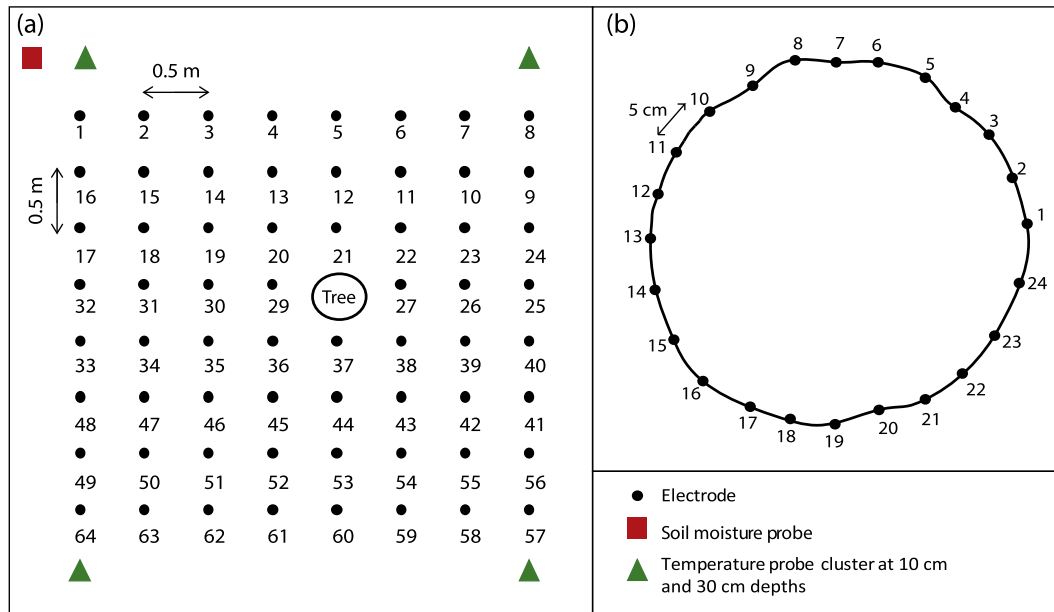 (a)
0.5 m
1 2 3 4 5 6 7 8
0.5 m
16 15 14 13 12 11 10 9
17 18 19 20 21 22 23 24
Tree
32 31 30 29 27 26 25
33 34 35 36 37 38 39 40
48 47 46 45 44 43 42 41
49 50 51 52 53 54 55 56
64 63 62 61 60 59 58 57
(b)
5 cm
1
2
3
4
5
6
7
8
9
10
11
12
13
14
15
16
17
18
19
20
21
22
23
24
Electrode
Soil moisture probe
Temperature probe cluster at 10 cm
and 30 cm depths